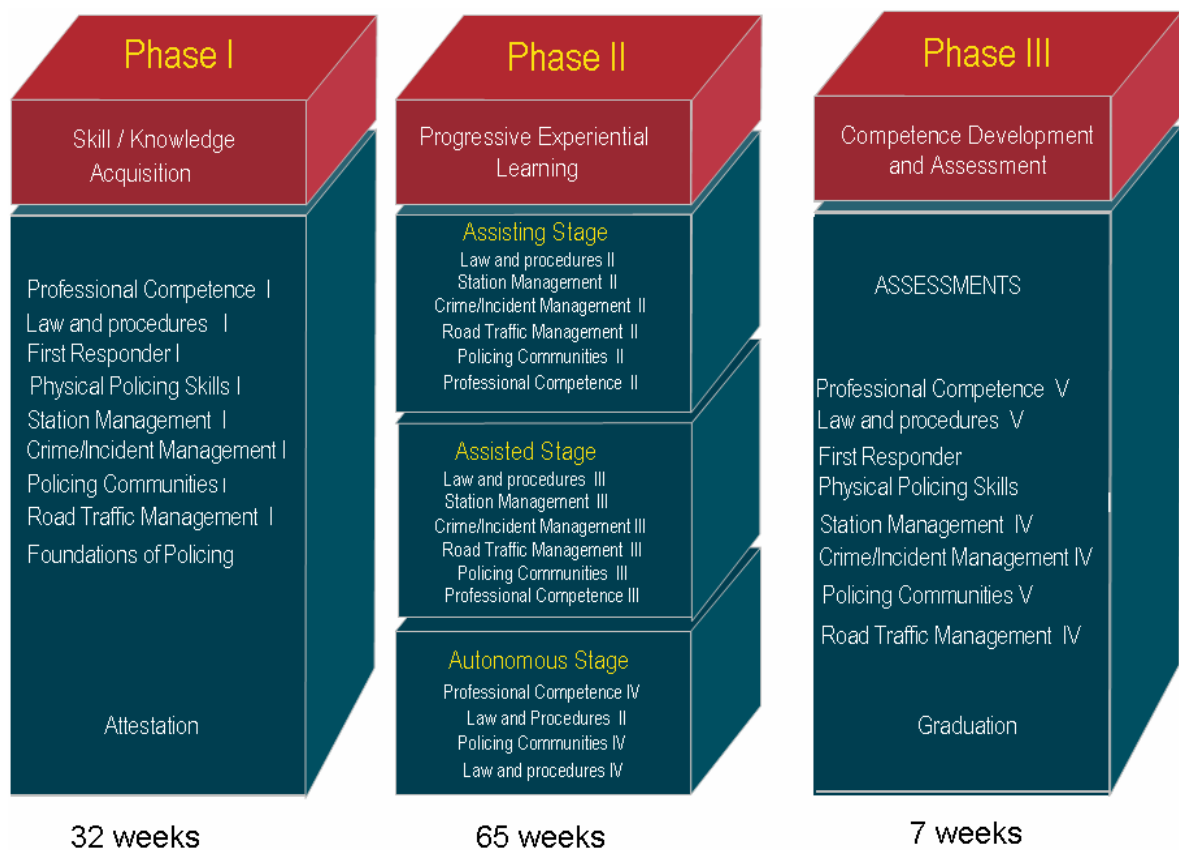 Phase I
Skill / Knowledge
Acquisition
Professional Competence I
Law and procedures I
First Responder I
Physical Policing Skills I
Station Management I
Crime/Incident Management I
Policing Communities I
Road Traffic Management I
Foundations of Policing
Attestation
32 weeks
Phase II
Progressive Experiential
Learning
Assisting Stage
Law and procedures II
Station Management II
Crime/Incident Management II
Road Traffic Management II
Policing Communities II
Professional Competence II
Assisted Stage
Law and procedures III
Station Management III
Crime/Incident Management III
Road Traffic Management III
Policing Communities III
Professional Competence III
Autonomous Stage
Professional Competence IV
Law and Procedures II
Policing Communities IV
Law and procedures IV
65 weeks
Phase III
Competence Development
and Assessment
ASSESSMENTS
Professional Competence V
Law and procedures V
First Responder
Physical Policing Skills
Station Management IV
Crime/Incident Management IV
Policing Communities V
Road Traffic Management IV
Graduation
7 weeks